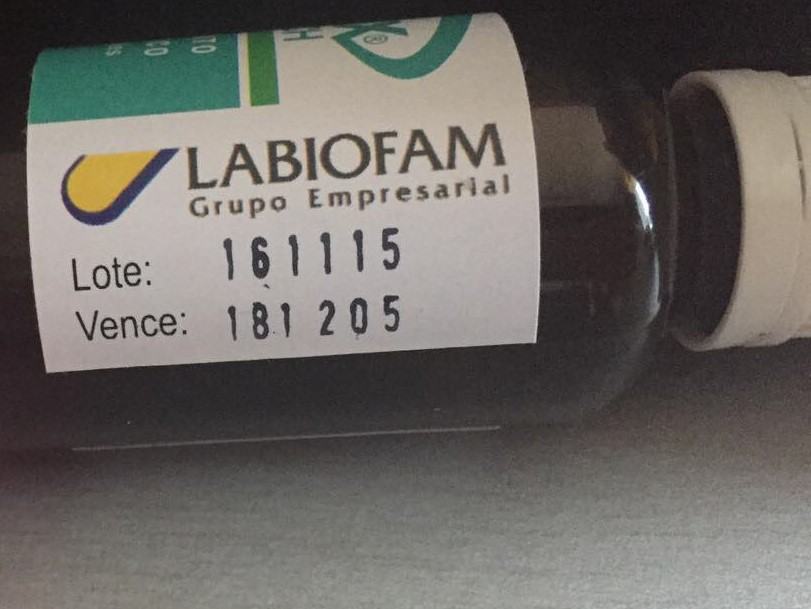 LABIOFAM
Grupo Empresarial
Lote: 161115
Vence: 181205